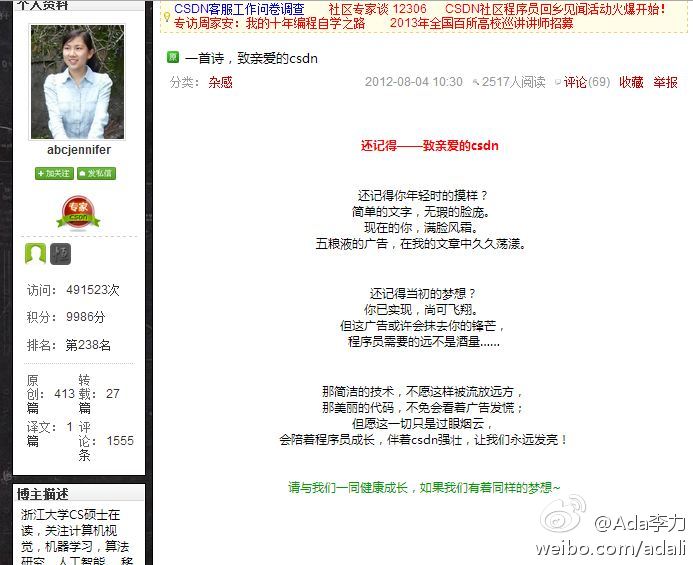 个人资料
abcjennifer
加关注 发私信
专家
csdn
访问： 491523次
积分： 9986分
排名： 第238名
原创： 413篇 转载： 27篇
译文： 1篇 评论： 1555条
博主描述
浙江大学CS硕士在
读，关注计算机视
觉，机器学习，算法
研究，人工智能， 移
CSDN客服工作问卷调查 社区专家谈 12306 CSDN社区程序员回乡见闻活动火爆开始！
专访周家安：我的十年编程自学之路 2013年全国百所高校巡讲讲师招募
原 一首诗，致亲爱的csdn
分类： 杂感 2012-08-04 10:30 2517人阅读 评论(69) 收藏 举报
还记得——致亲爱的csdn
还记得你年轻时的摸样？
简单的文字，无瑕的脸庞。
现在的你，满脸风霜。
五粮液的广告，在我的文章中久久荡漾。
还记得当初的梦想？
你已实现，尚可飞翔。
但这广告或许会抹去你的锋芒，
程序员需要的远不是酒量......
那简洁的技术，不愿这样被流放远方，
那美丽的代码，不免会看着广告发慌；
但愿这一切只是过眼烟云，
会陪着程序员成长，伴着csdn强壮，让我们永远发亮！
请与我们一同健康成长，如果我们有着同样的梦想~
@Ada李力
weibo.com/adali